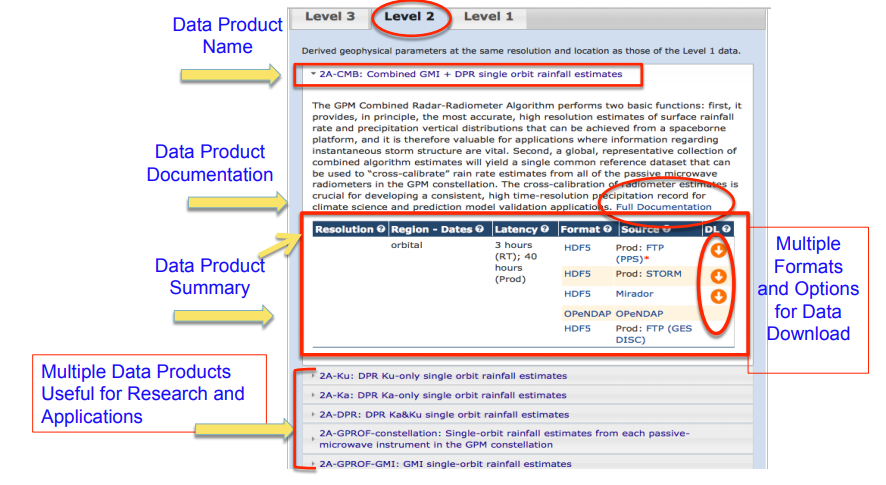 Level 3 Level 2 Level 1
Data Product
Name
Derived geophysical parameters at the same resolution and location as those of the Level 1 data.
2A-CMB: Combined GMI + DPR single orbit rainfall estimates
The GPM Combined Radar-Radiometer Algorithm performs two basic functions: first, it
provides, in principle, the most accurate, high resolution estimates of surface rainfall
rate and precipitation vertical distributions that can be achieved from a spaceborne
platform, and it is therefore valuable for applications where information regarding
instantaneous storm structure are vital. Second, a global, representative collection of
combined algorithm estimates will yield a single common reference dataset that can
be used to “cross-calibrate” rain rate estimates from all of the passive microwave
radiometers in the GPM constellation. The cross-calibration of radiometer estimates is
crucial for developing a consistent, high time-resolution precipitation record for
climate science and prediction model validation applications. Full Documentation
Data Product
Documentation
Resolution Region - Dates Latency Format Source DL
orbital 3 hours HDF5 Prod: FTP
(RT); 40 (PPS)*
hours HDF5 Prod: STORM
(Prod)
HDF5 Mirador
OPeNDAP OPeNDAP
HDF5 Prod: FTP (GES
DISC)
Data Product
Summary
Multiple
Formats
and Options
for Data
Download
Multiple Data Products
Useful for Research and
Applications
2A-Ku: DPR Ku-only single orbit rainfall estimates
2A-Ka: DPR Ka-only single orbit rainfall estimates
2A-DPR: DPR Ka&Ku single orbit rainfall estimates
2A-GPROF-constellation: Single-orbit rainfall estimates from each passive-
microwave instrument in the GPM constellation
2A-GPROF-GMI: GMI single-orbit rainfall estimates